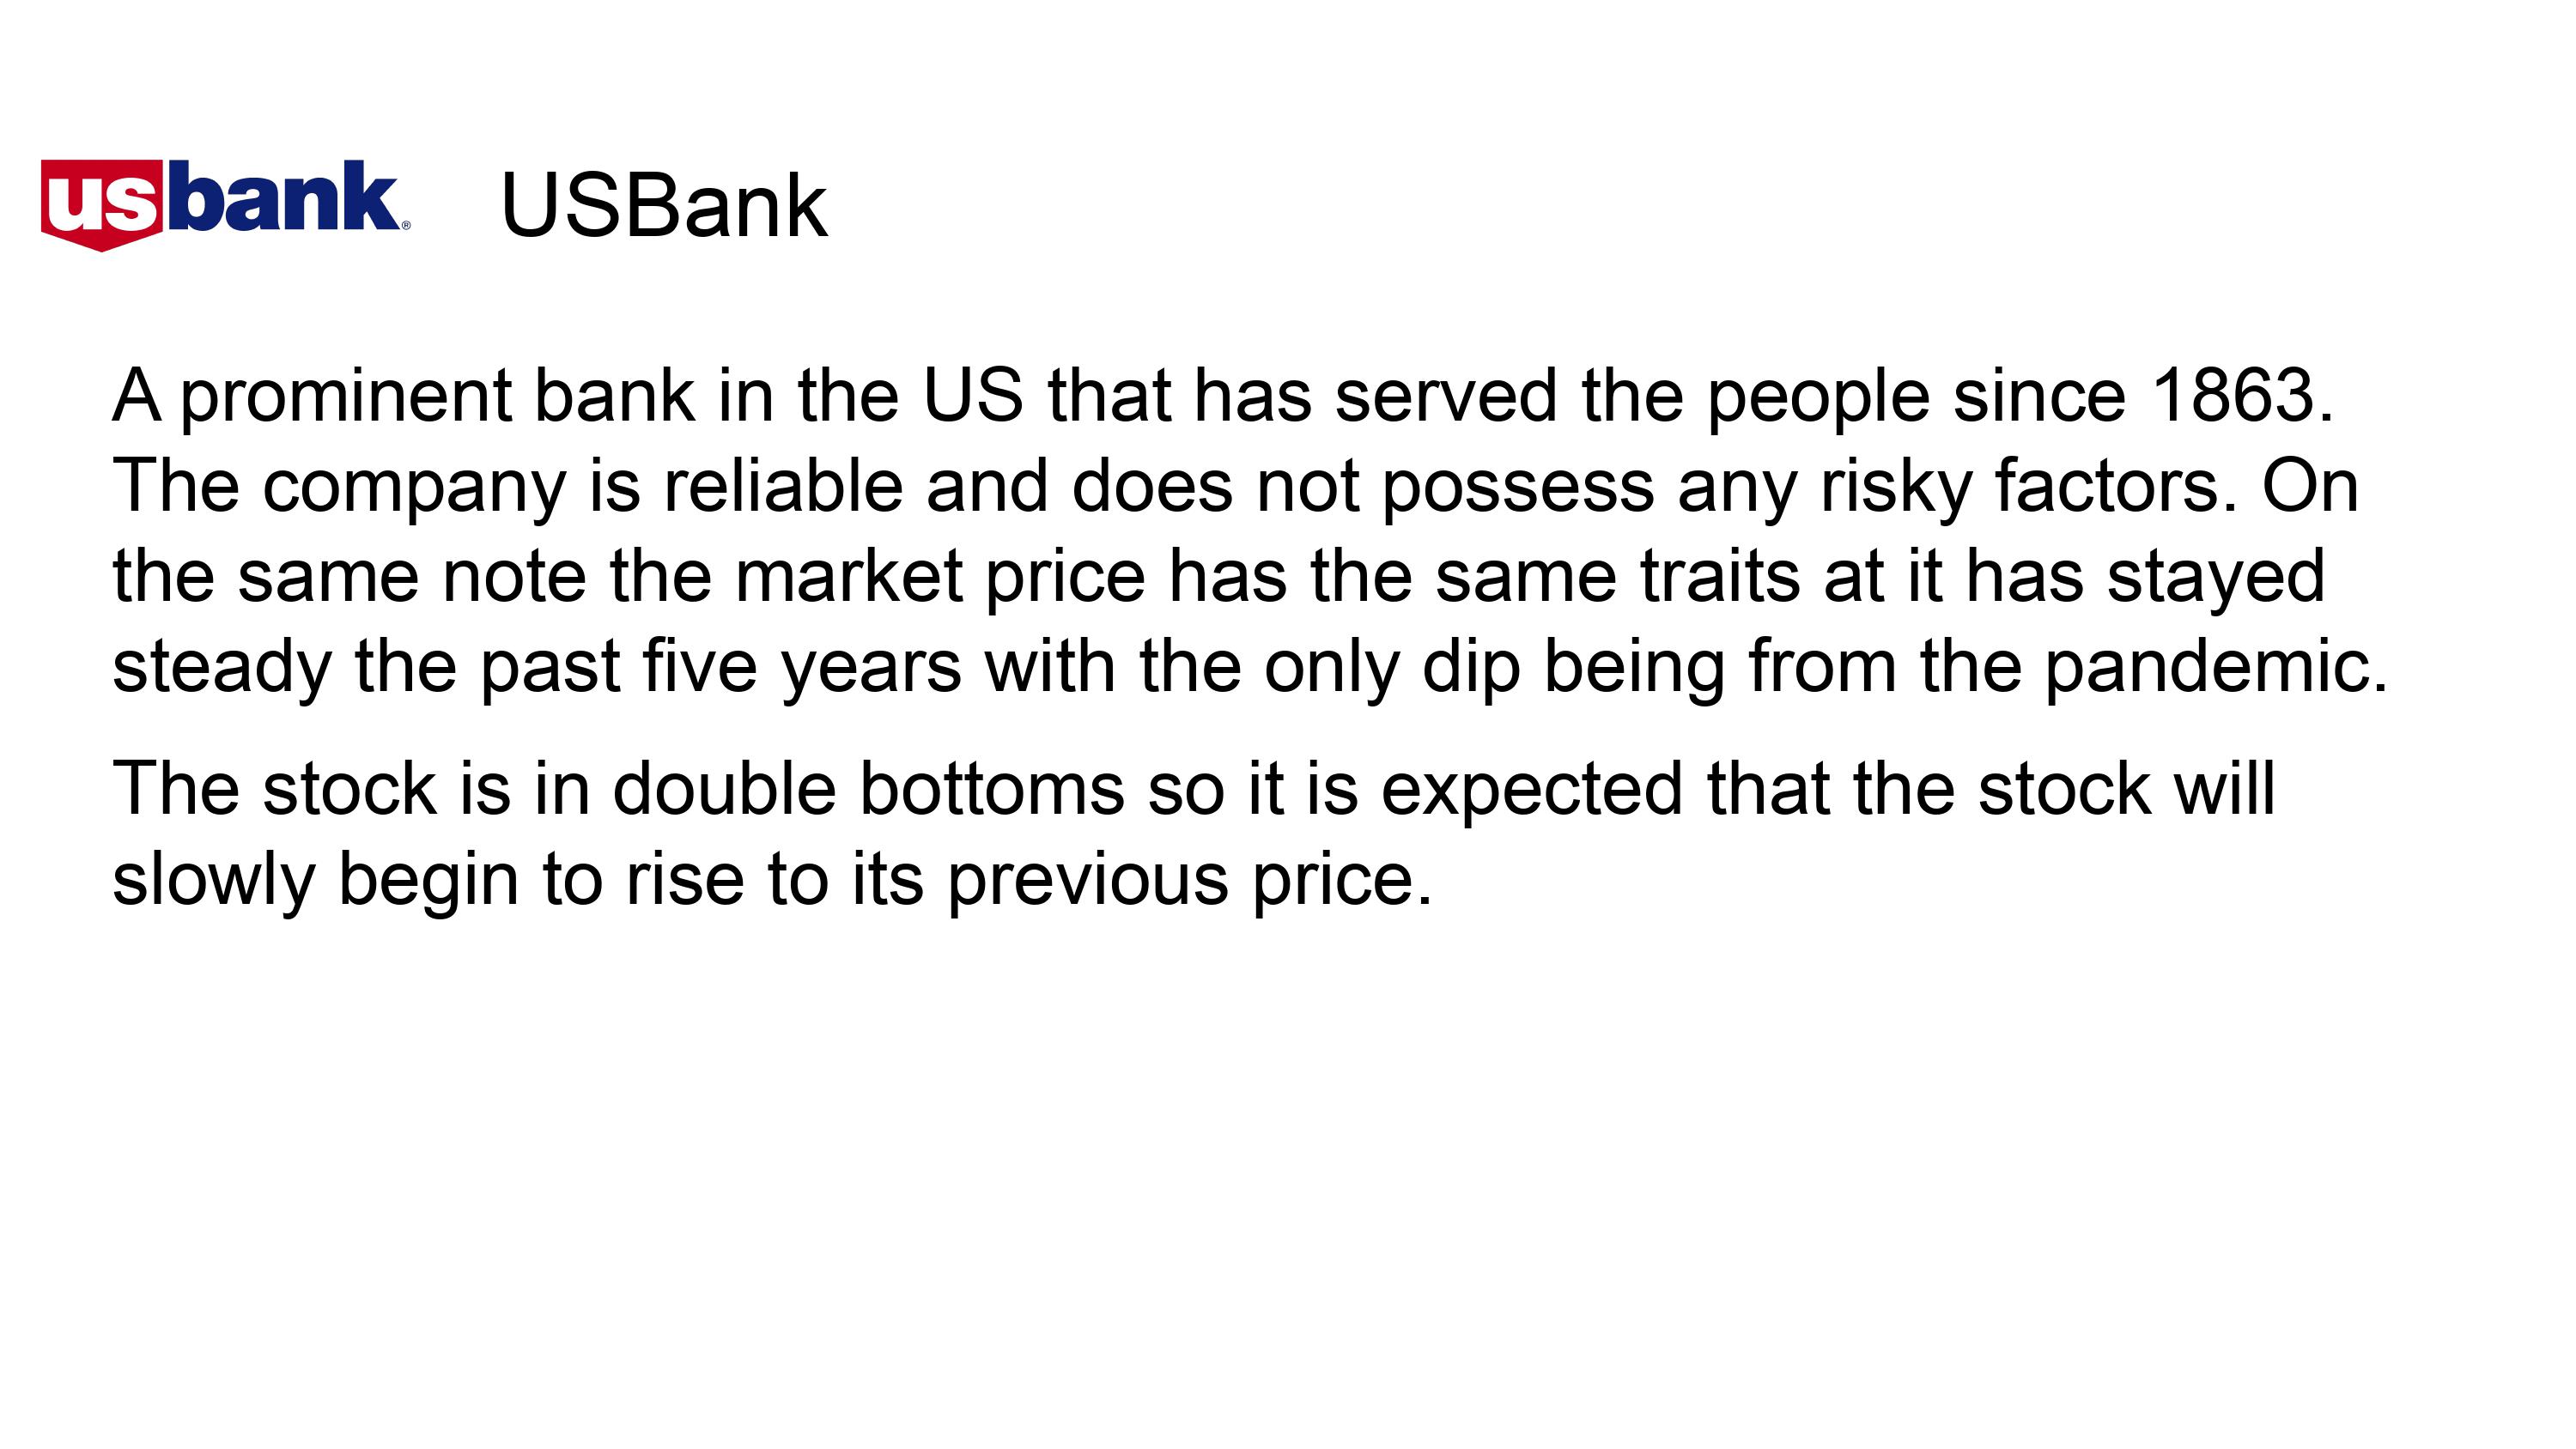 usbank® USBank
A prominent bank in the US that has served the people since 1863.
The company is reliable and does not possess any risky factors. On
the same note the market price has the same traits at it has stayed
steady the past five years with the only dip being from the pandemic.
The stock is in double bottoms so it is expected that the stock will
slowly begin to rise to its previous price.